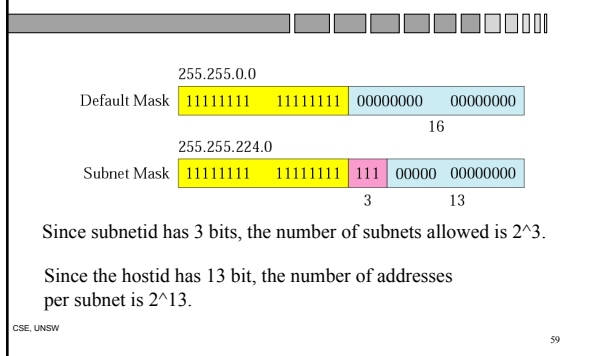 255.255.0.0
Default Mask 11111111 11111111 00000000 00000000
16
255.255.224.0
Subnet Mask 11111111 11111111 111 00000 00000000
3 13
Since subnetid has 3 bits, the number of subnets allowed is 2^3.
Since the hostid has 13 bit, the number of addresses
per subnet is 2^13.
CSE, UNSW
59